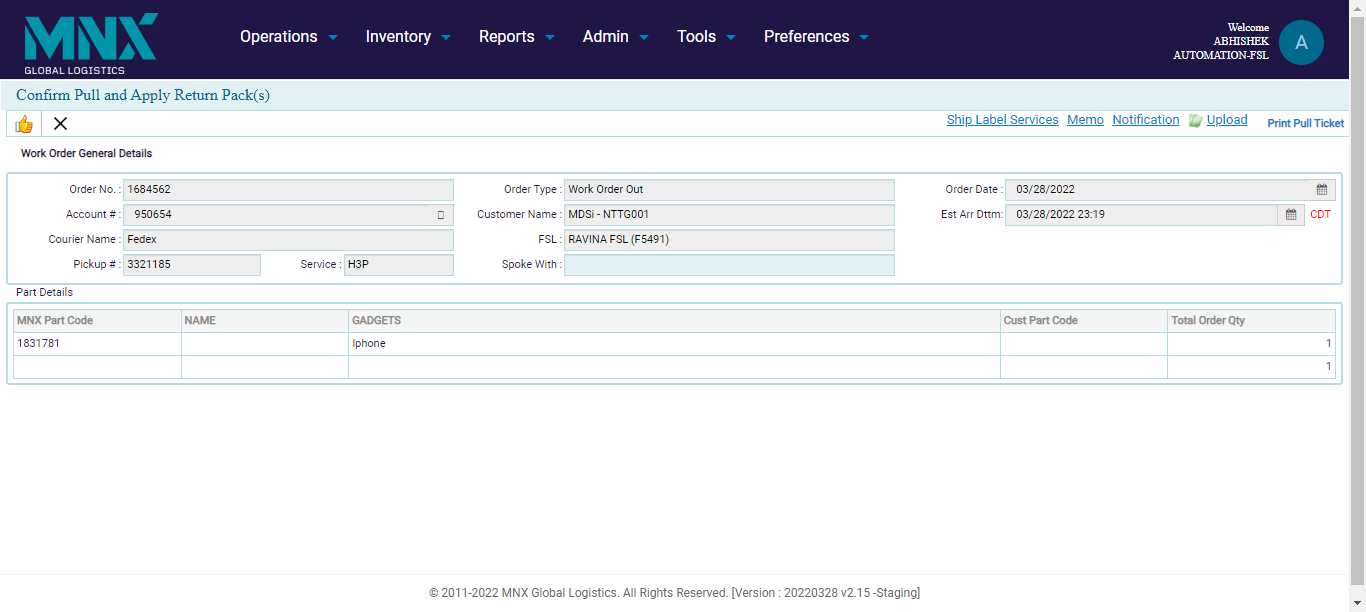 MNX
GLOBAL LOGISTICS
Operations Inventory Reports Admin Tools Preferences
Welcome
ABHISHEK
AUTOMATION-FSL
A
Confirm Pull and Apply Return Pack(s)
Ship Label Services Memo Notification Upload Print Pull Ticket
Work Order General Details
Order No. : 1684562 Order Type : Work Order Out Order Date : 03/28/2022
Account # : 950654 Customer Name : MDSi - NTTG001 Est Arr Dttm: 03/28/2022 23:19 CDT
Courier Name : Fedex FSL : RAVINA FSL (F5491)
Pickup # : 3321185 Service : H3P Spoke With :
Part Details
MNX Part Code NAME GADGETS Cust Part Code Total Order Qty
1831781 Iphone 1
1
© 2011-2022 MNX Global Logistics. All Rights Reserved. [Version : 20220328 v2.15 -Staging]